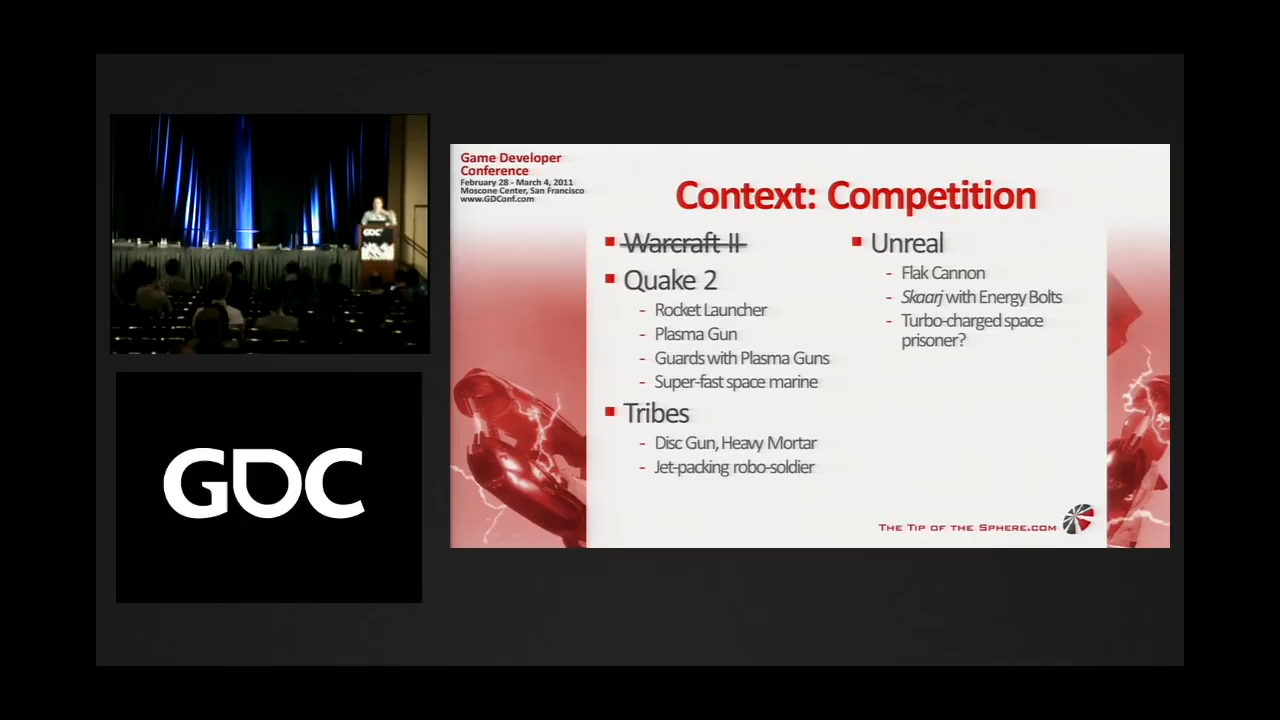 Game Developer
Conference
February 28 - March 4, 2011
Moscone Center, San Francisco
www.GDConf.com
Context: Competition
Warcraft II
Quake 2
- Rocket Launcher
- Plasma Gun
- Guards with Plasma Guns
- Super-fast space marine
Tribes
- Disc Gun, Heavy Mortar
- Jet-packing robo-soldier
Unreal
- Flak Cannon
- Skaarj with Energy Bolts
- Turbo-charged space
prisoner?
THE TIP OF THE SPHERE.COM
GDC
GDC